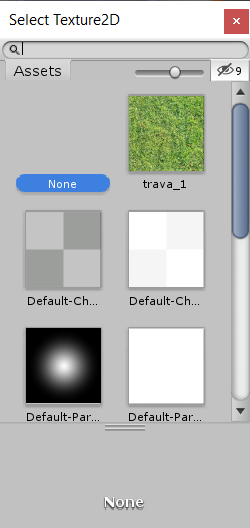 Select Texture2D
Assets
9
None
trava_1
Default-Ch...
Default-Ch...
Default-Par...
Default-Par...
None